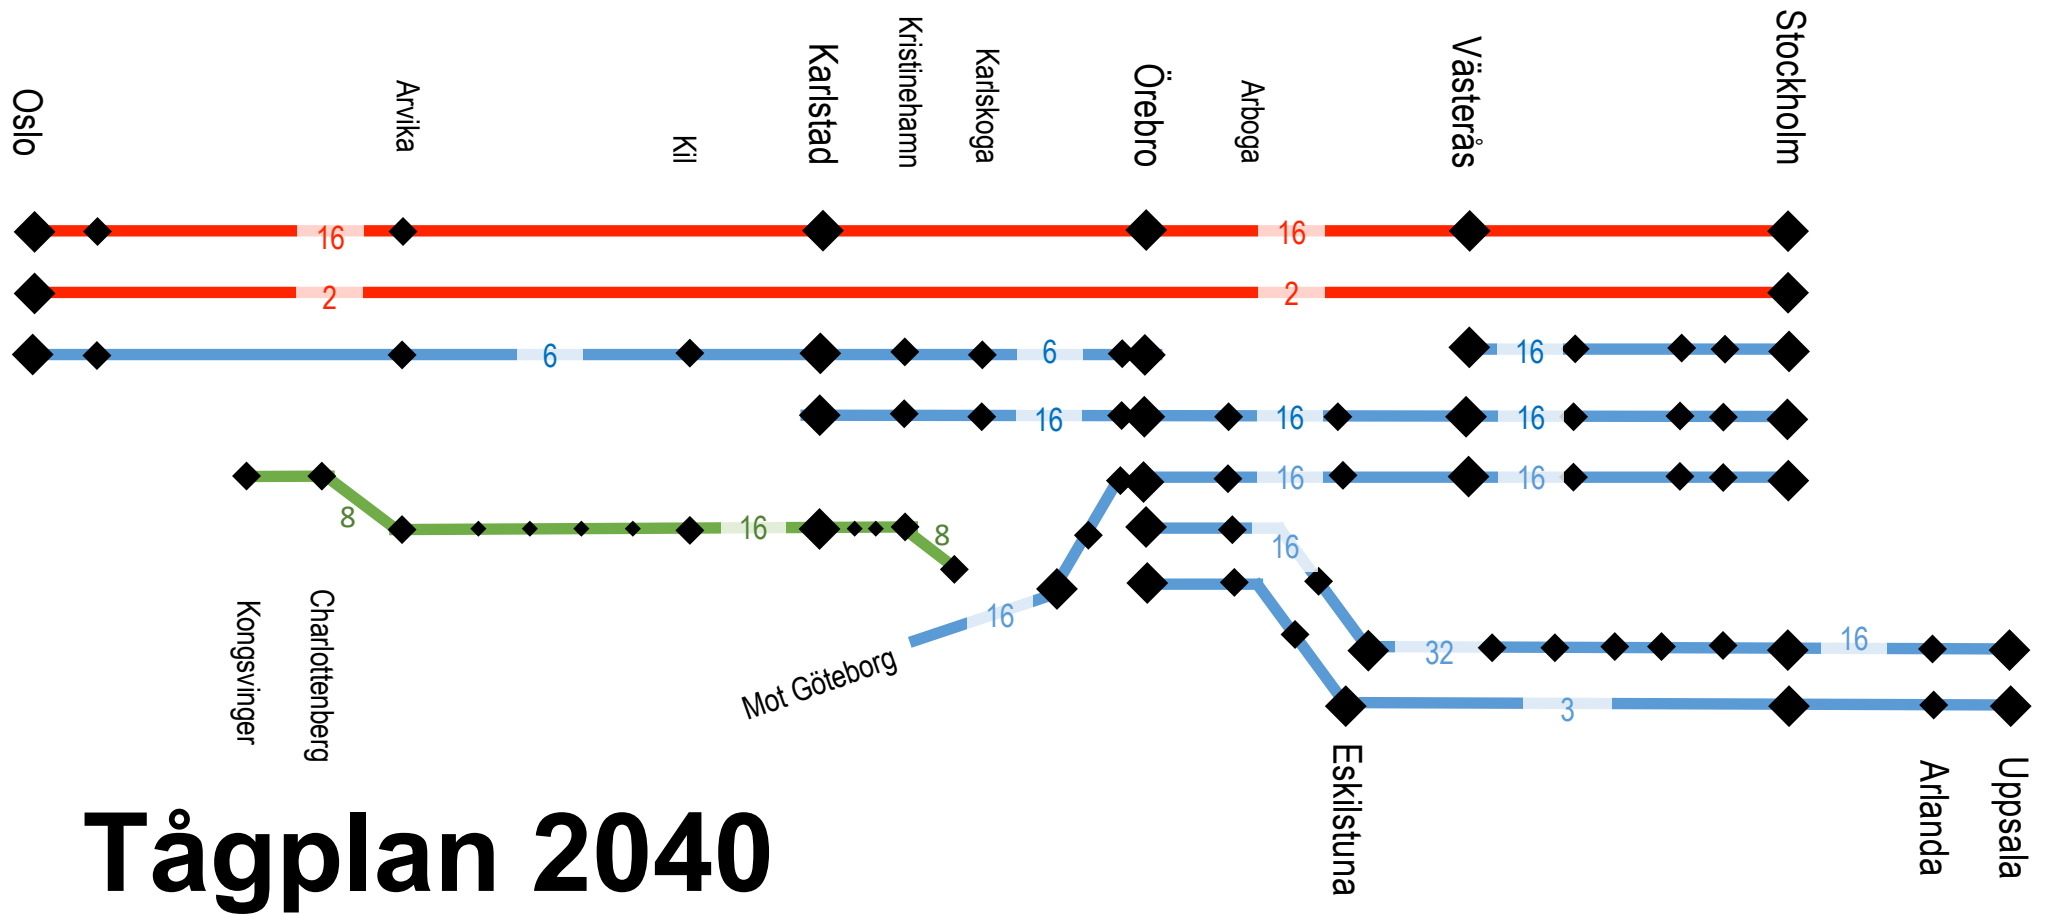 Oslo
Arvika
Kil
Karlstad
Kristinehamn
Karlskoga
Örebro
Arboga
Västerås
Stockholm
16
16
2
2
6
6
16
16
16
16
16
16
8
16
8
16
16
32
16
3
Mot Göteborg
Kongsvinger
Charlottenberg
Eskilstuna
Arlanda
Uppsala
Tågplan 2040